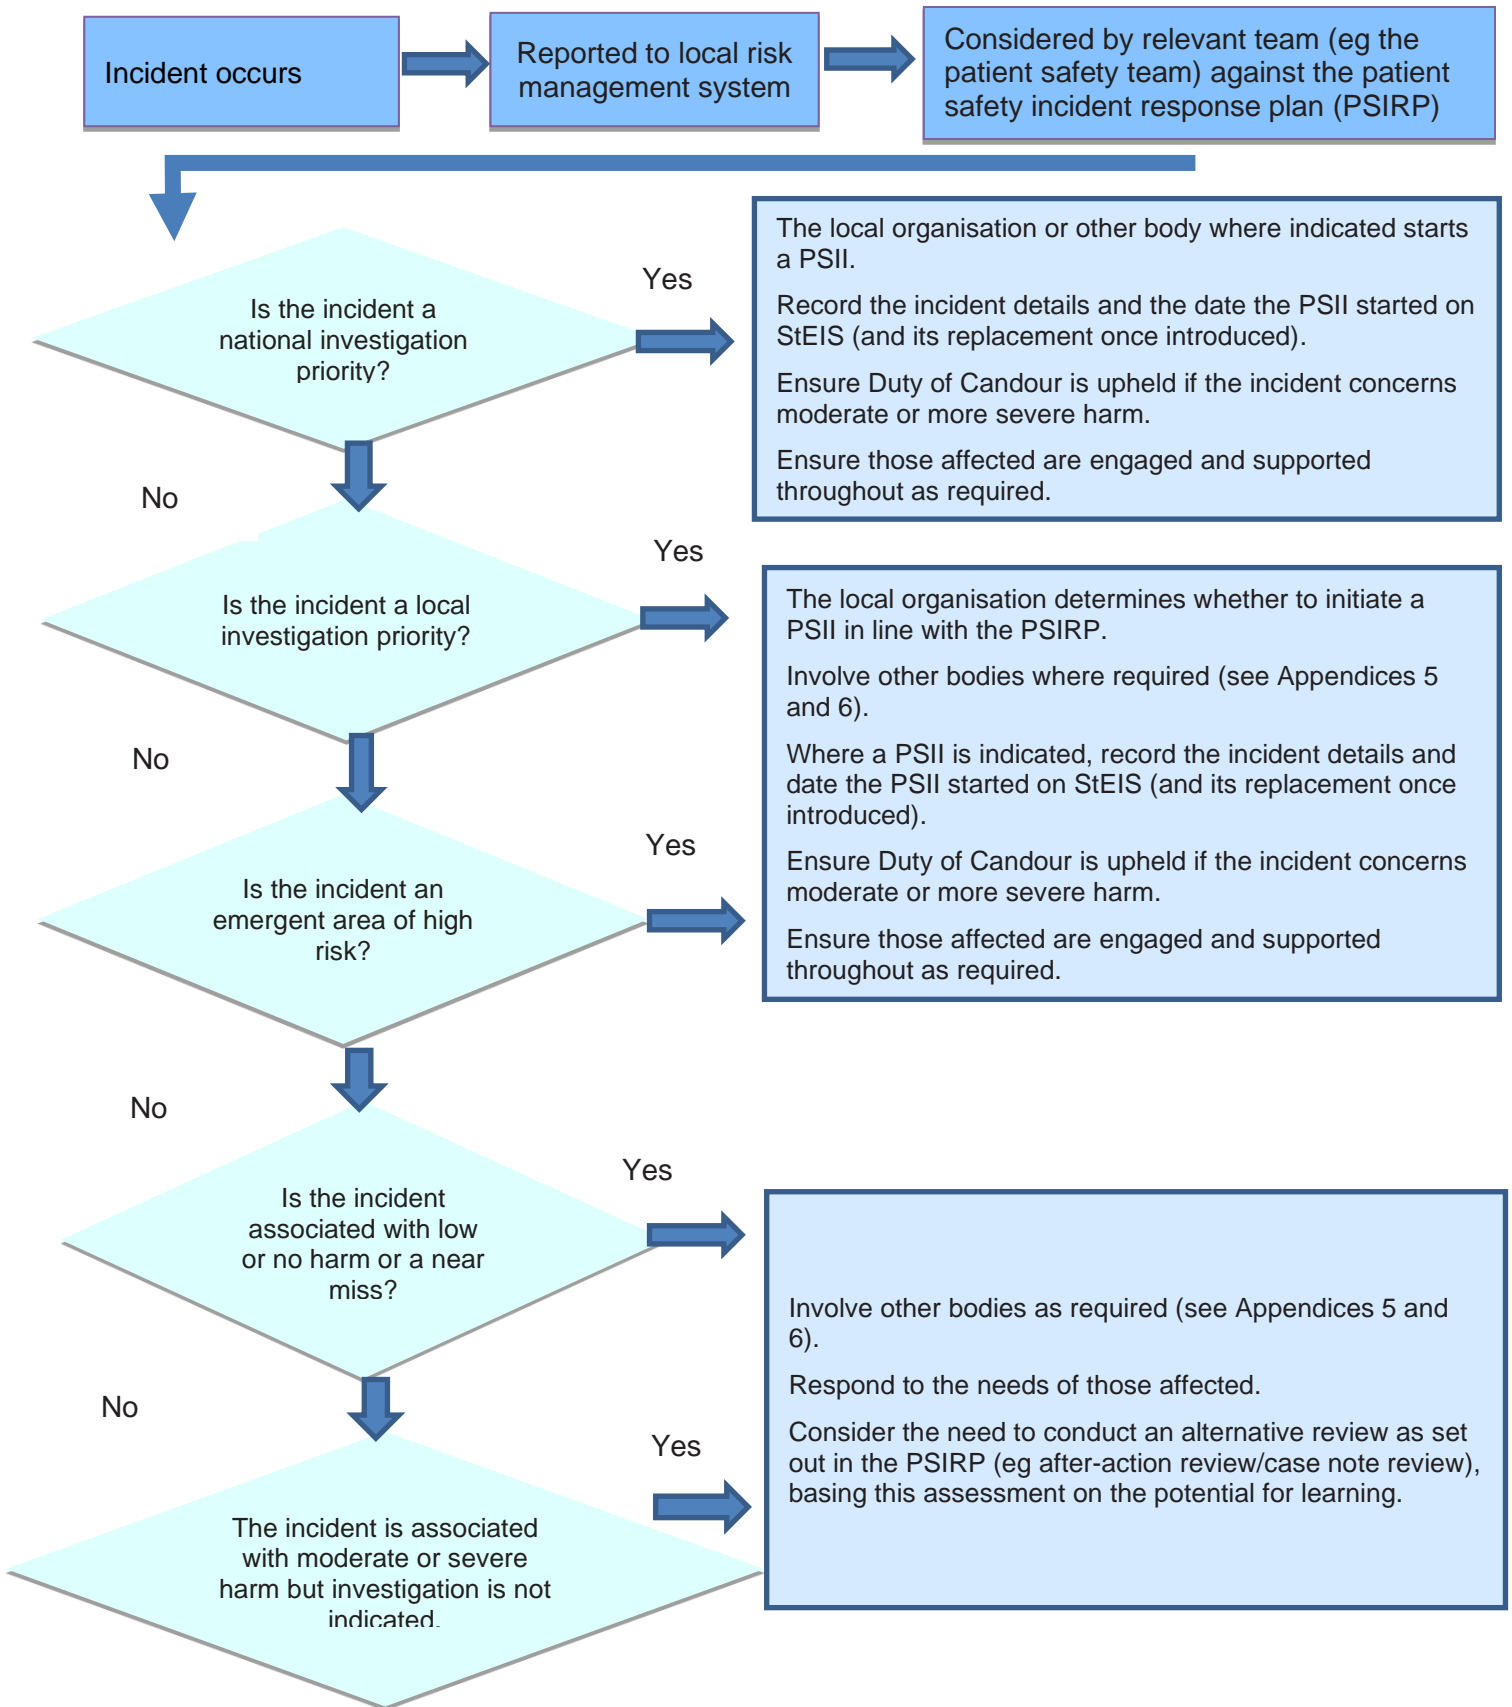 Incident occurs
Reported to local risk
management system
Considered by relevant team (eg the
patient safety team) against the patient
safety incident response plan (PSIRP)
Is the incident a
national investigation
priority?
Yes
The local organisation or other body where indicated starts
a PSII.
Record the incident details and the date the PSII started on
StEIS (and its replacement once introduced).
Ensure Duty of Candour is upheld if the incident concerns
moderate or more severe harm.
Ensure those affected are engaged and supported
throughout as required.
No
Is the incident a local
investigation priority?
Yes
The local organisation determines whether to initiate a
PSII in line with the PSIRP.
Involve other bodies where required (see Appendices 5
and 6).
Where a PSII is indicated, record the incident details and
date the PSII started on StEIS (and its replacement once
introduced).
Ensure Duty of Candour is upheld if the incident concerns
moderate or more severe harm.
Ensure those affected are engaged and supported
throughout as required.
No
Is the incident an
emergent area of high
risk?
Yes
No
Is the incident
associated with low
or no harm or a near
miss?
Yes
Involve other bodies as required (see Appendices 5 and
6).
Respond to the needs of those affected.
Consider the need to conduct an alternative review as set
out in the PSIRP (eg after-action review/case note review),
basing this assessment on the potential for learning.
No
The incident is associated
with moderate or severe
harm but investigation is not
indicated.
Yes